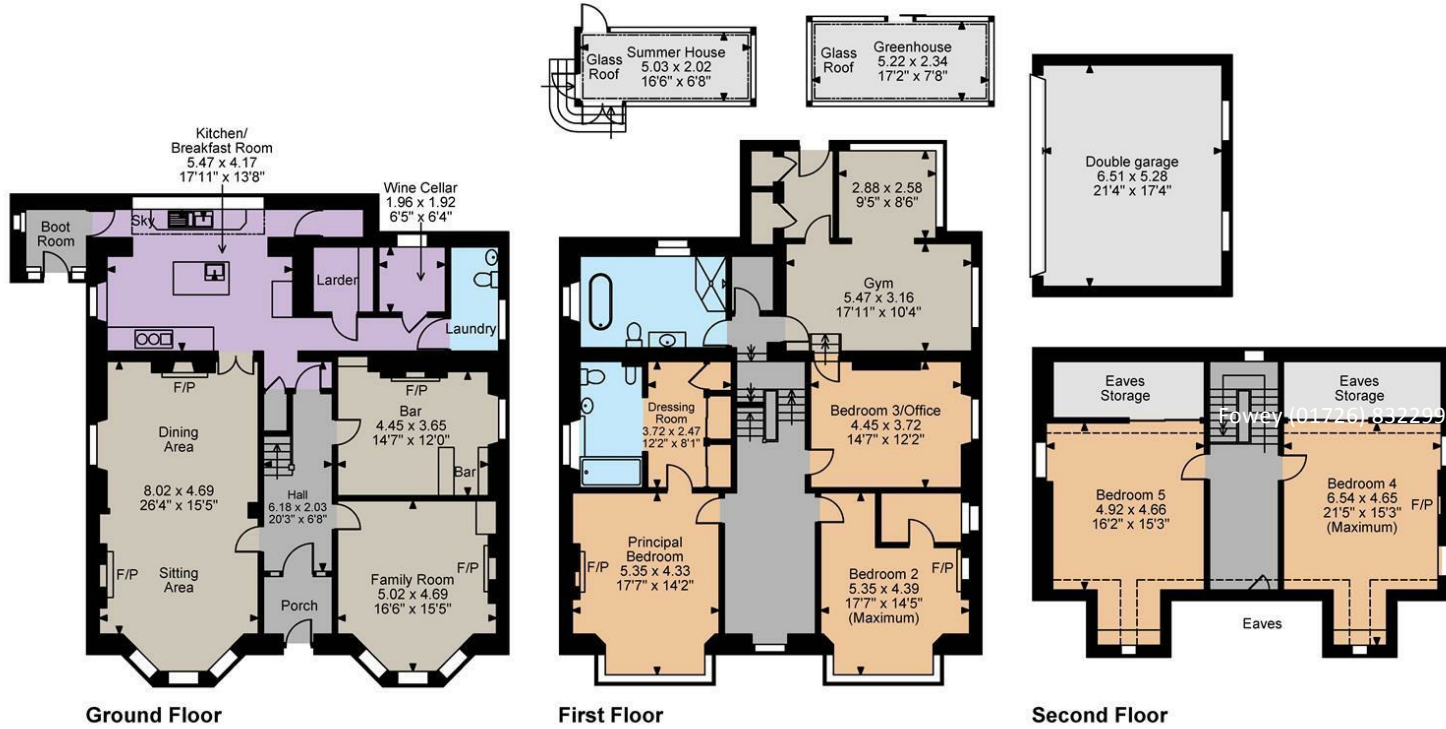 Summer House
5.03 x 2.02
16'6" x 6'8"
Glass
Roof
Greenhouse
5.22 x 2.34
17'2" x 7'8"
Glass
Roof
Double garage
6.51 x 5.28
21'4" x 17'4"
Kitchen/
Breakfast Room
5.47 x 4.17
17'11" x 13'8"
Wine Cellar
1.96 x 1.92
6'5" x 6'4"
Boot
Room
Sky
Larder
Laundry
F/P
Dining
Area
8.02 x 4.69
26'4" x 15'5"
F/P
Sitting
Area
Hall
6.18 x 2.03
20'3" x 6'8"
Porch
F/P
Bar
4.45 x 3.65
14'7" x 12'0"
Bar
Family Room
5.02 x 4.69
16'6" x 15'5"
F/P
Ground Floor
2.88 x 2.58
9'5" x 8'6"
Gym
5.47 x 3.16
17'11" x 10'4"
Dressing
Room
3.72 x 2.47
12'2" x 8'1"
Bedroom 3/Office
4.45 x 3.72
14'7" x 12'2"
Principal
Bedroom
5.35 x 4.33
17'7" x 14'2"
F/P
Bedroom 2
5.35 x 4.39
17'7" x 14'5"
(Maximum)
F/P
First Floor
Eaves
Storage
Eaves
Storage
Fowey (01726) 832299
Bedroom 5
4.92 x 4.66
16'2" x 15'3"
Bedroom 4
6.54 x 4.65
21'5" x 15'3"
(Maximum)
F/P
Eaves
Second Floor